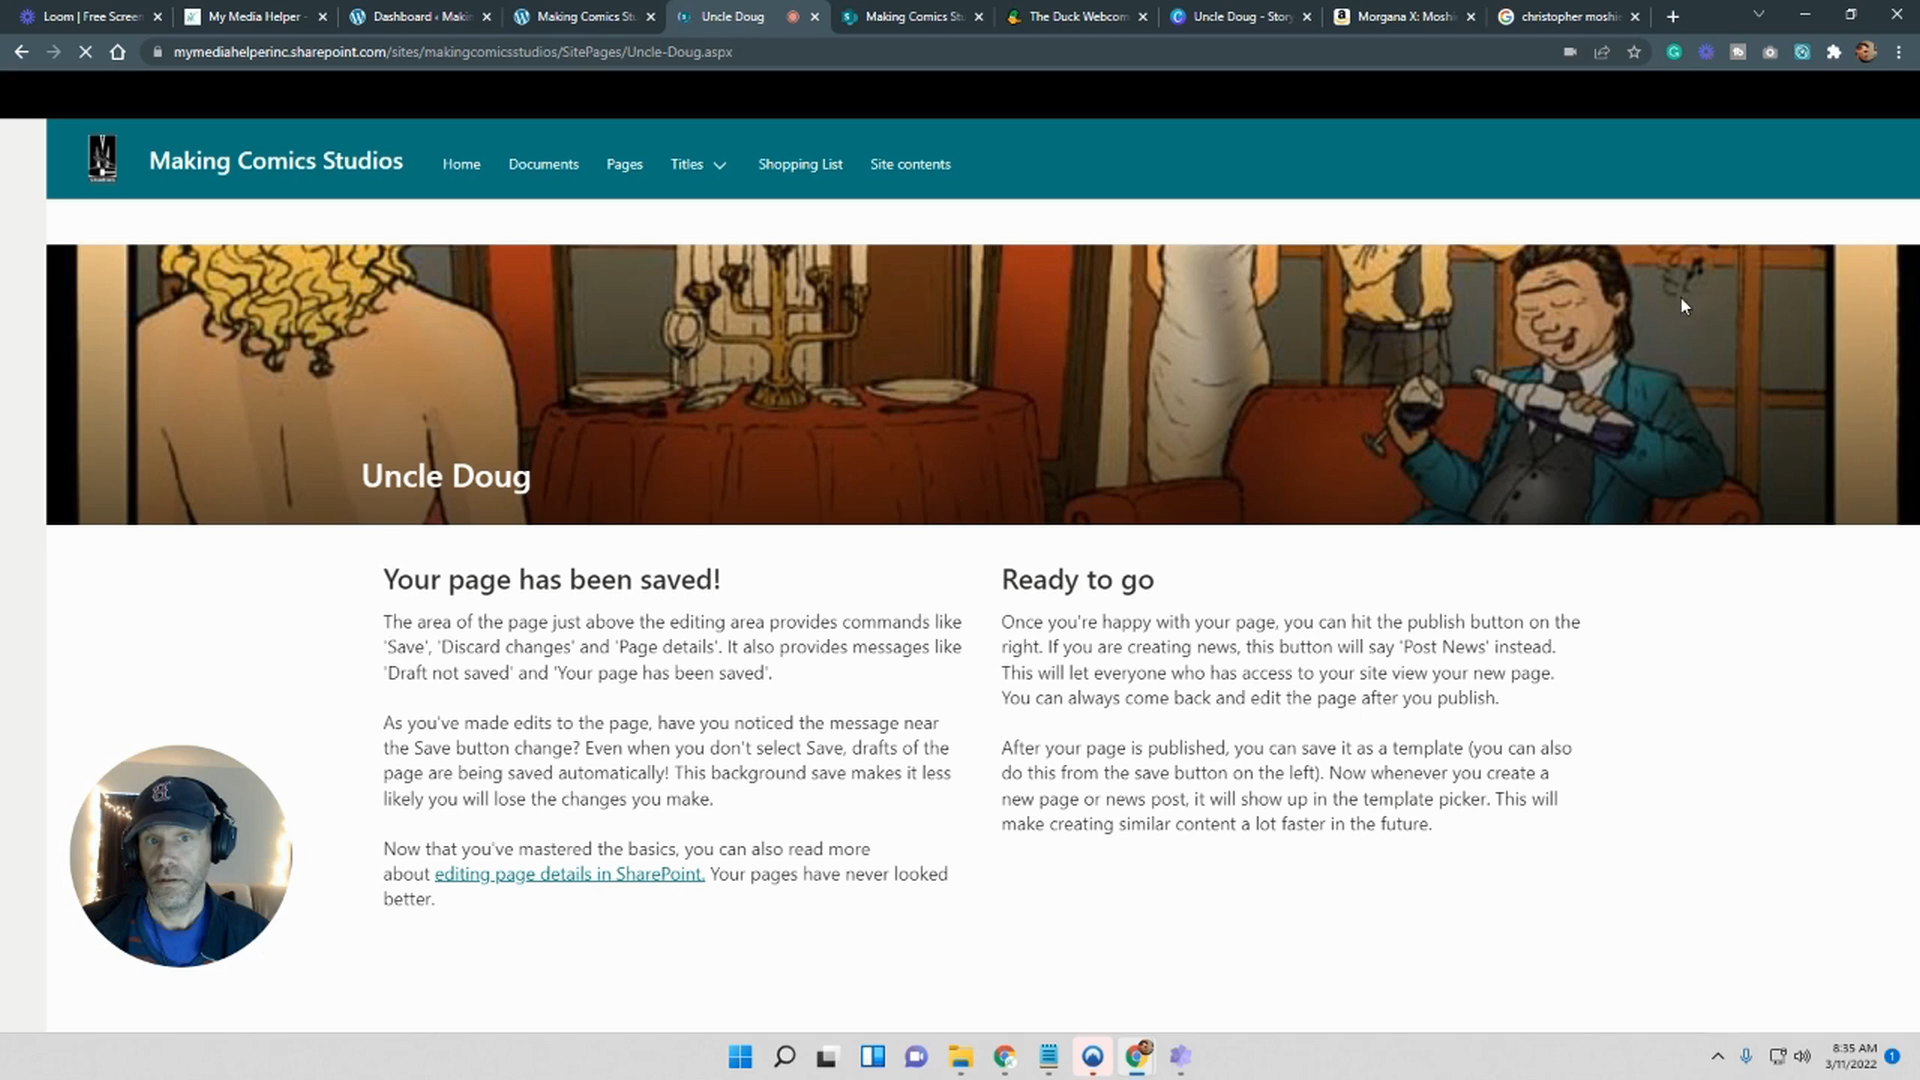 Loom | Free Screen
My Media Helper -
Dashboard ‹ Makin
Making Comics Stu
Uncle Doug
Making Comics Stu
The Duck Webcom
Uncle Doug - Story
Morgana X: Moshi
christopher moshi
mymediahelperinc.sharepoint.com/sites/makingcomicsstudios/SitePages/Uncle-Doug.aspx
Making Comics Studios
Home
Documents
Pages
Titles
Shopping List
Site contents
Uncle Doug
Your page has been saved!
The area of the page just above the editing area provides commands like
'Save', 'Discard changes' and 'Page details'. It also provides messages like
'Draft not saved' and 'Your page has been saved'.
As you've made edits to the page, have you noticed the message near
the Save button change? Even when you don't select Save, drafts of the
page are being saved automatically! This background save makes it less
likely you will lose the changes you make.
Now that you've mastered the basics, you can also read more
about editing page details in SharePoint. Your pages have never looked
better.
Ready to go
Once you're happy with your page, you can hit the publish button on the
right. If you are creating news, this button will say 'Post News' instead.
This will let everyone who has access to your site view your new page.
You can always come back and edit the page after you publish.
After your page is published, you can save it as a template (you can also
do this from the save button on the left). Now whenever you create a
new page or news post, it will show up in the template picker. This will
make creating similar content a lot faster in the future.
8:35 AM
3/11/2022
1